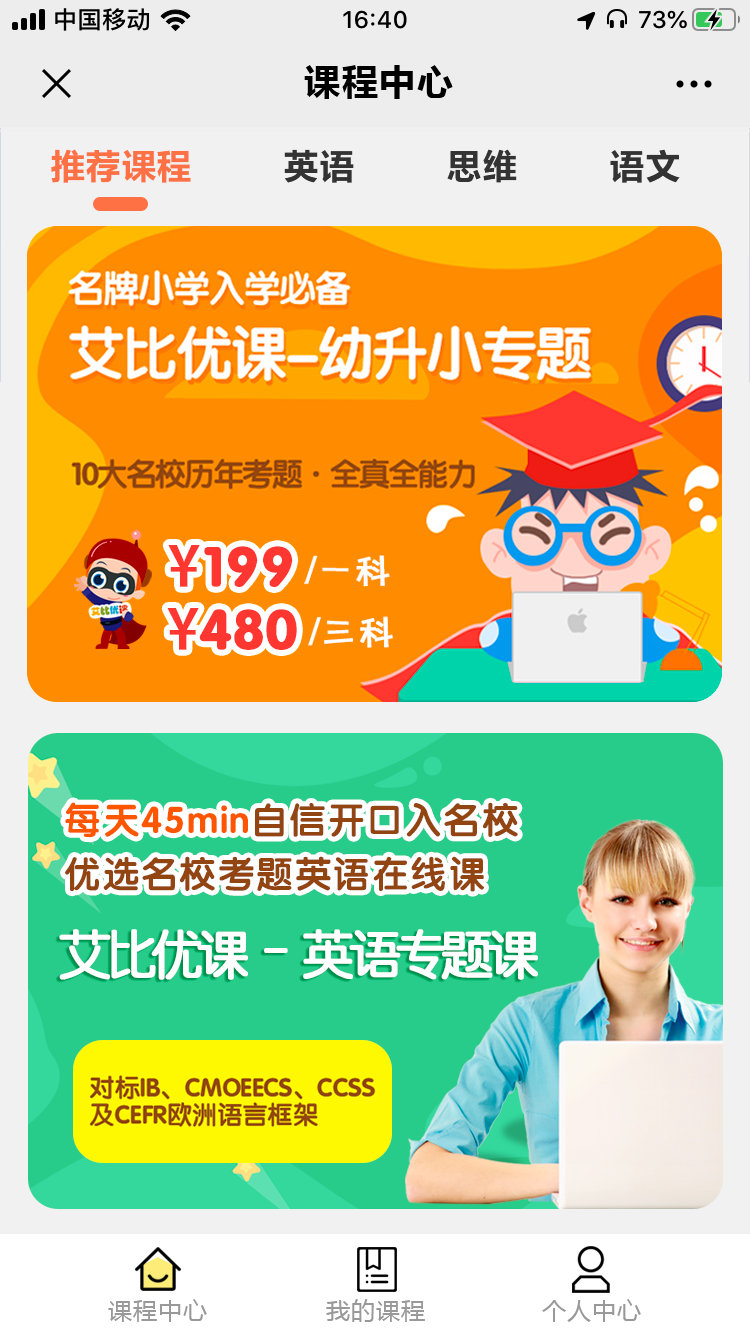 中国移动
16:40
73%
课程中心
推荐课程
英语
思维
语文
名牌小学入学必备
艾比优课-幼升小专题
10大名校历年考题·全真全能力
艾比优课
¥199/一科
¥480/三科
每天45min自信开口入名校
优选名校考题英语在线课
艾比优课 - 英语专题课
对标IB、CMOEECS、CCSS
及CEFR欧洲语言框架
课程中心
我的课程
个人中心